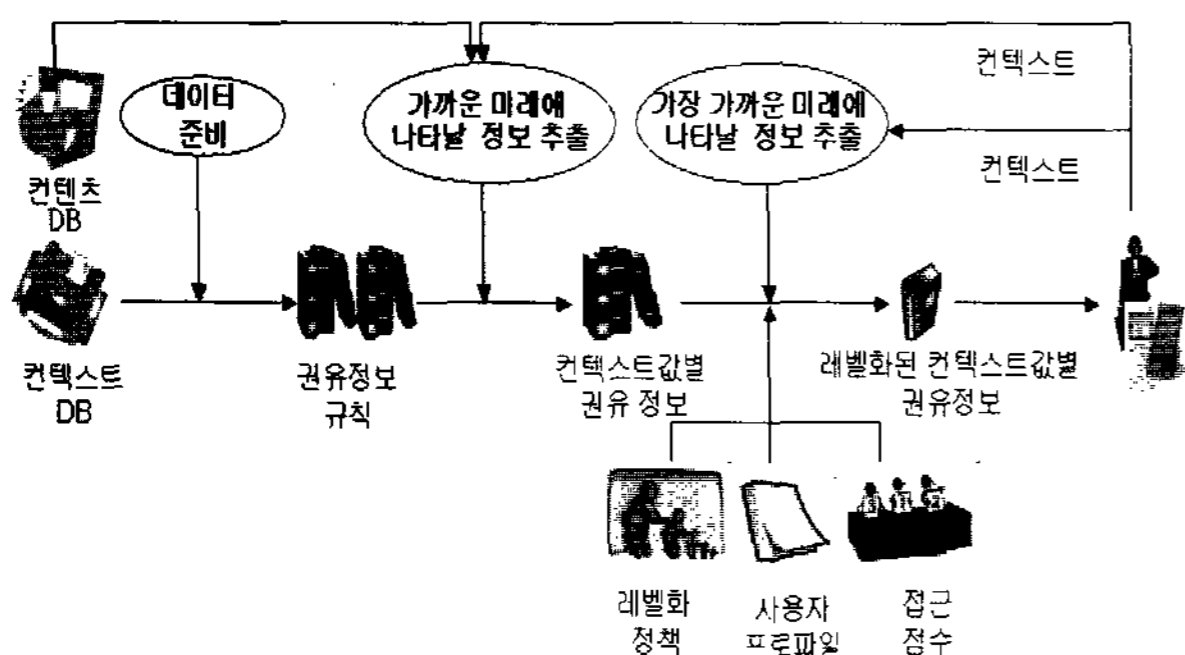 컨텍스트
데이터
준비
가까운 미래에
나타날 정보 추출
가장 가까운 미래에
나타날 정보 추출
컨텍스트
컨텐츠
DB
컨텍스트
DB
권유정보
규칙
컨텍스트값별
권유 정보
레벨화된 컨텍스트값별
권유정보
레벨화
정책
사용자
프로파일
접근
점수